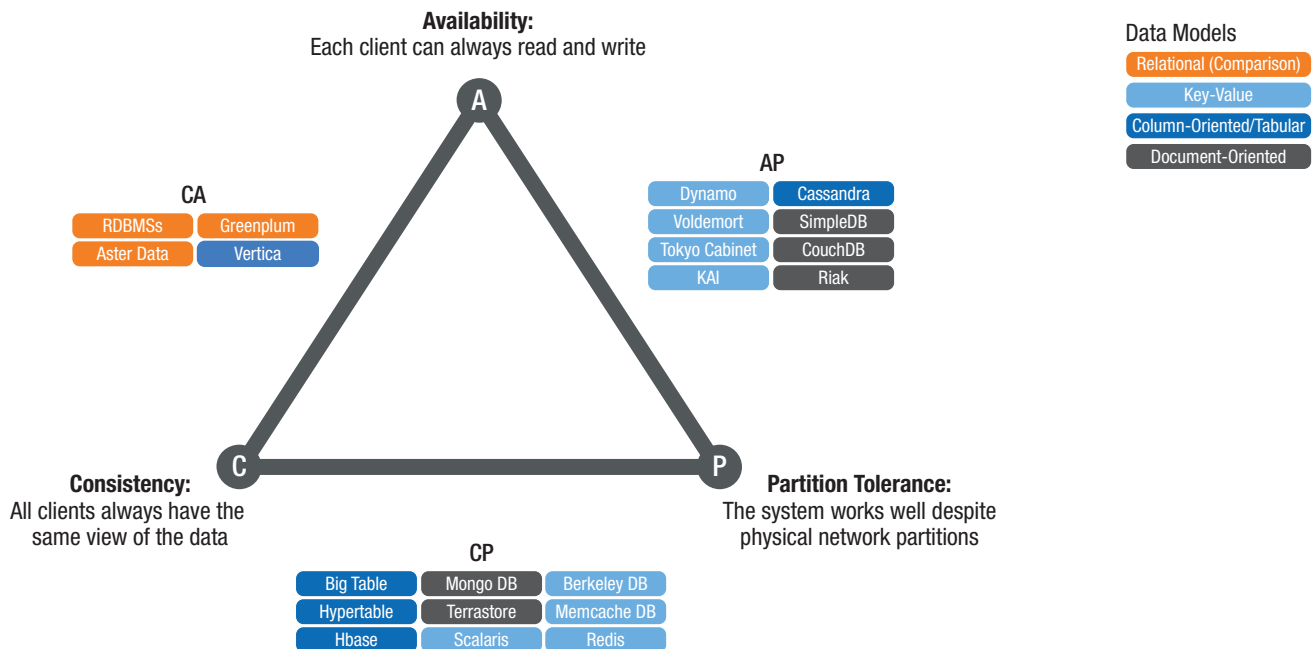 Availability:
Each client can always read and write
Data Models
Relational (Comparison)
Key-Value
Column-Oriented/Tabular
Document-Oriented
A
CA
RDBMSs Greenplum
Aster Data Vertica
AP
Dynamo Cassandra
Voldemort SimpleDB
Tokyo Cabinet CouchDB
KAI Riak
C
P
Consistency:
All clients always have the
same view of the data
Partition Tolerance:
The system works well despite
physical network partitions
CP
Big Table Mongo DB Berkeley DB
Hypertable Terrastore Memcache DB
Hbase Scalaris Redis